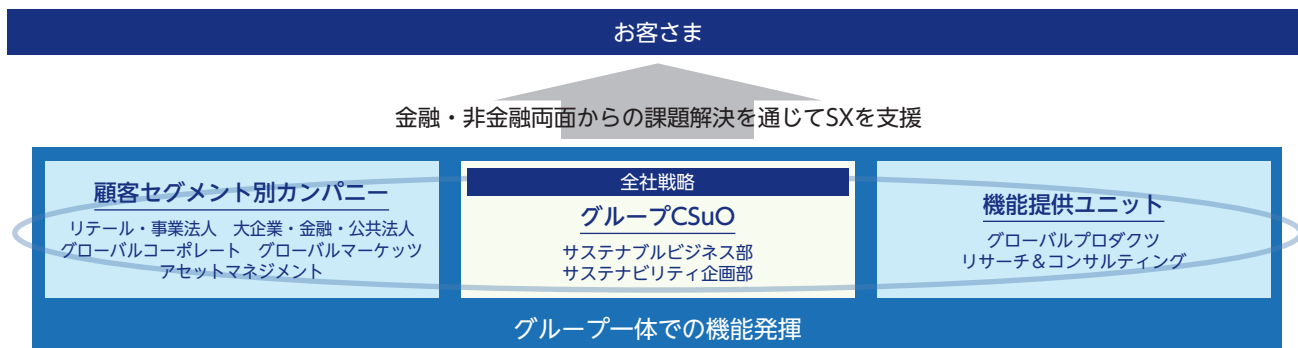 お客さま
金融・非金融両面からの課題解決を通じてSXを支援
顧客セグメント別カンパニー
リテール・事業法人　大企業・金融・公共法人
グローバルコーポレート　グローバルマーケッツ
アセットマネジメント
全社戦略
グループCSuO
サステナブルビジネス部
サステナビリティ企画部
機能提供ユニット
グローバルプロダクツ
リサーチ＆コンサルティング
グループ一体での機能発揮